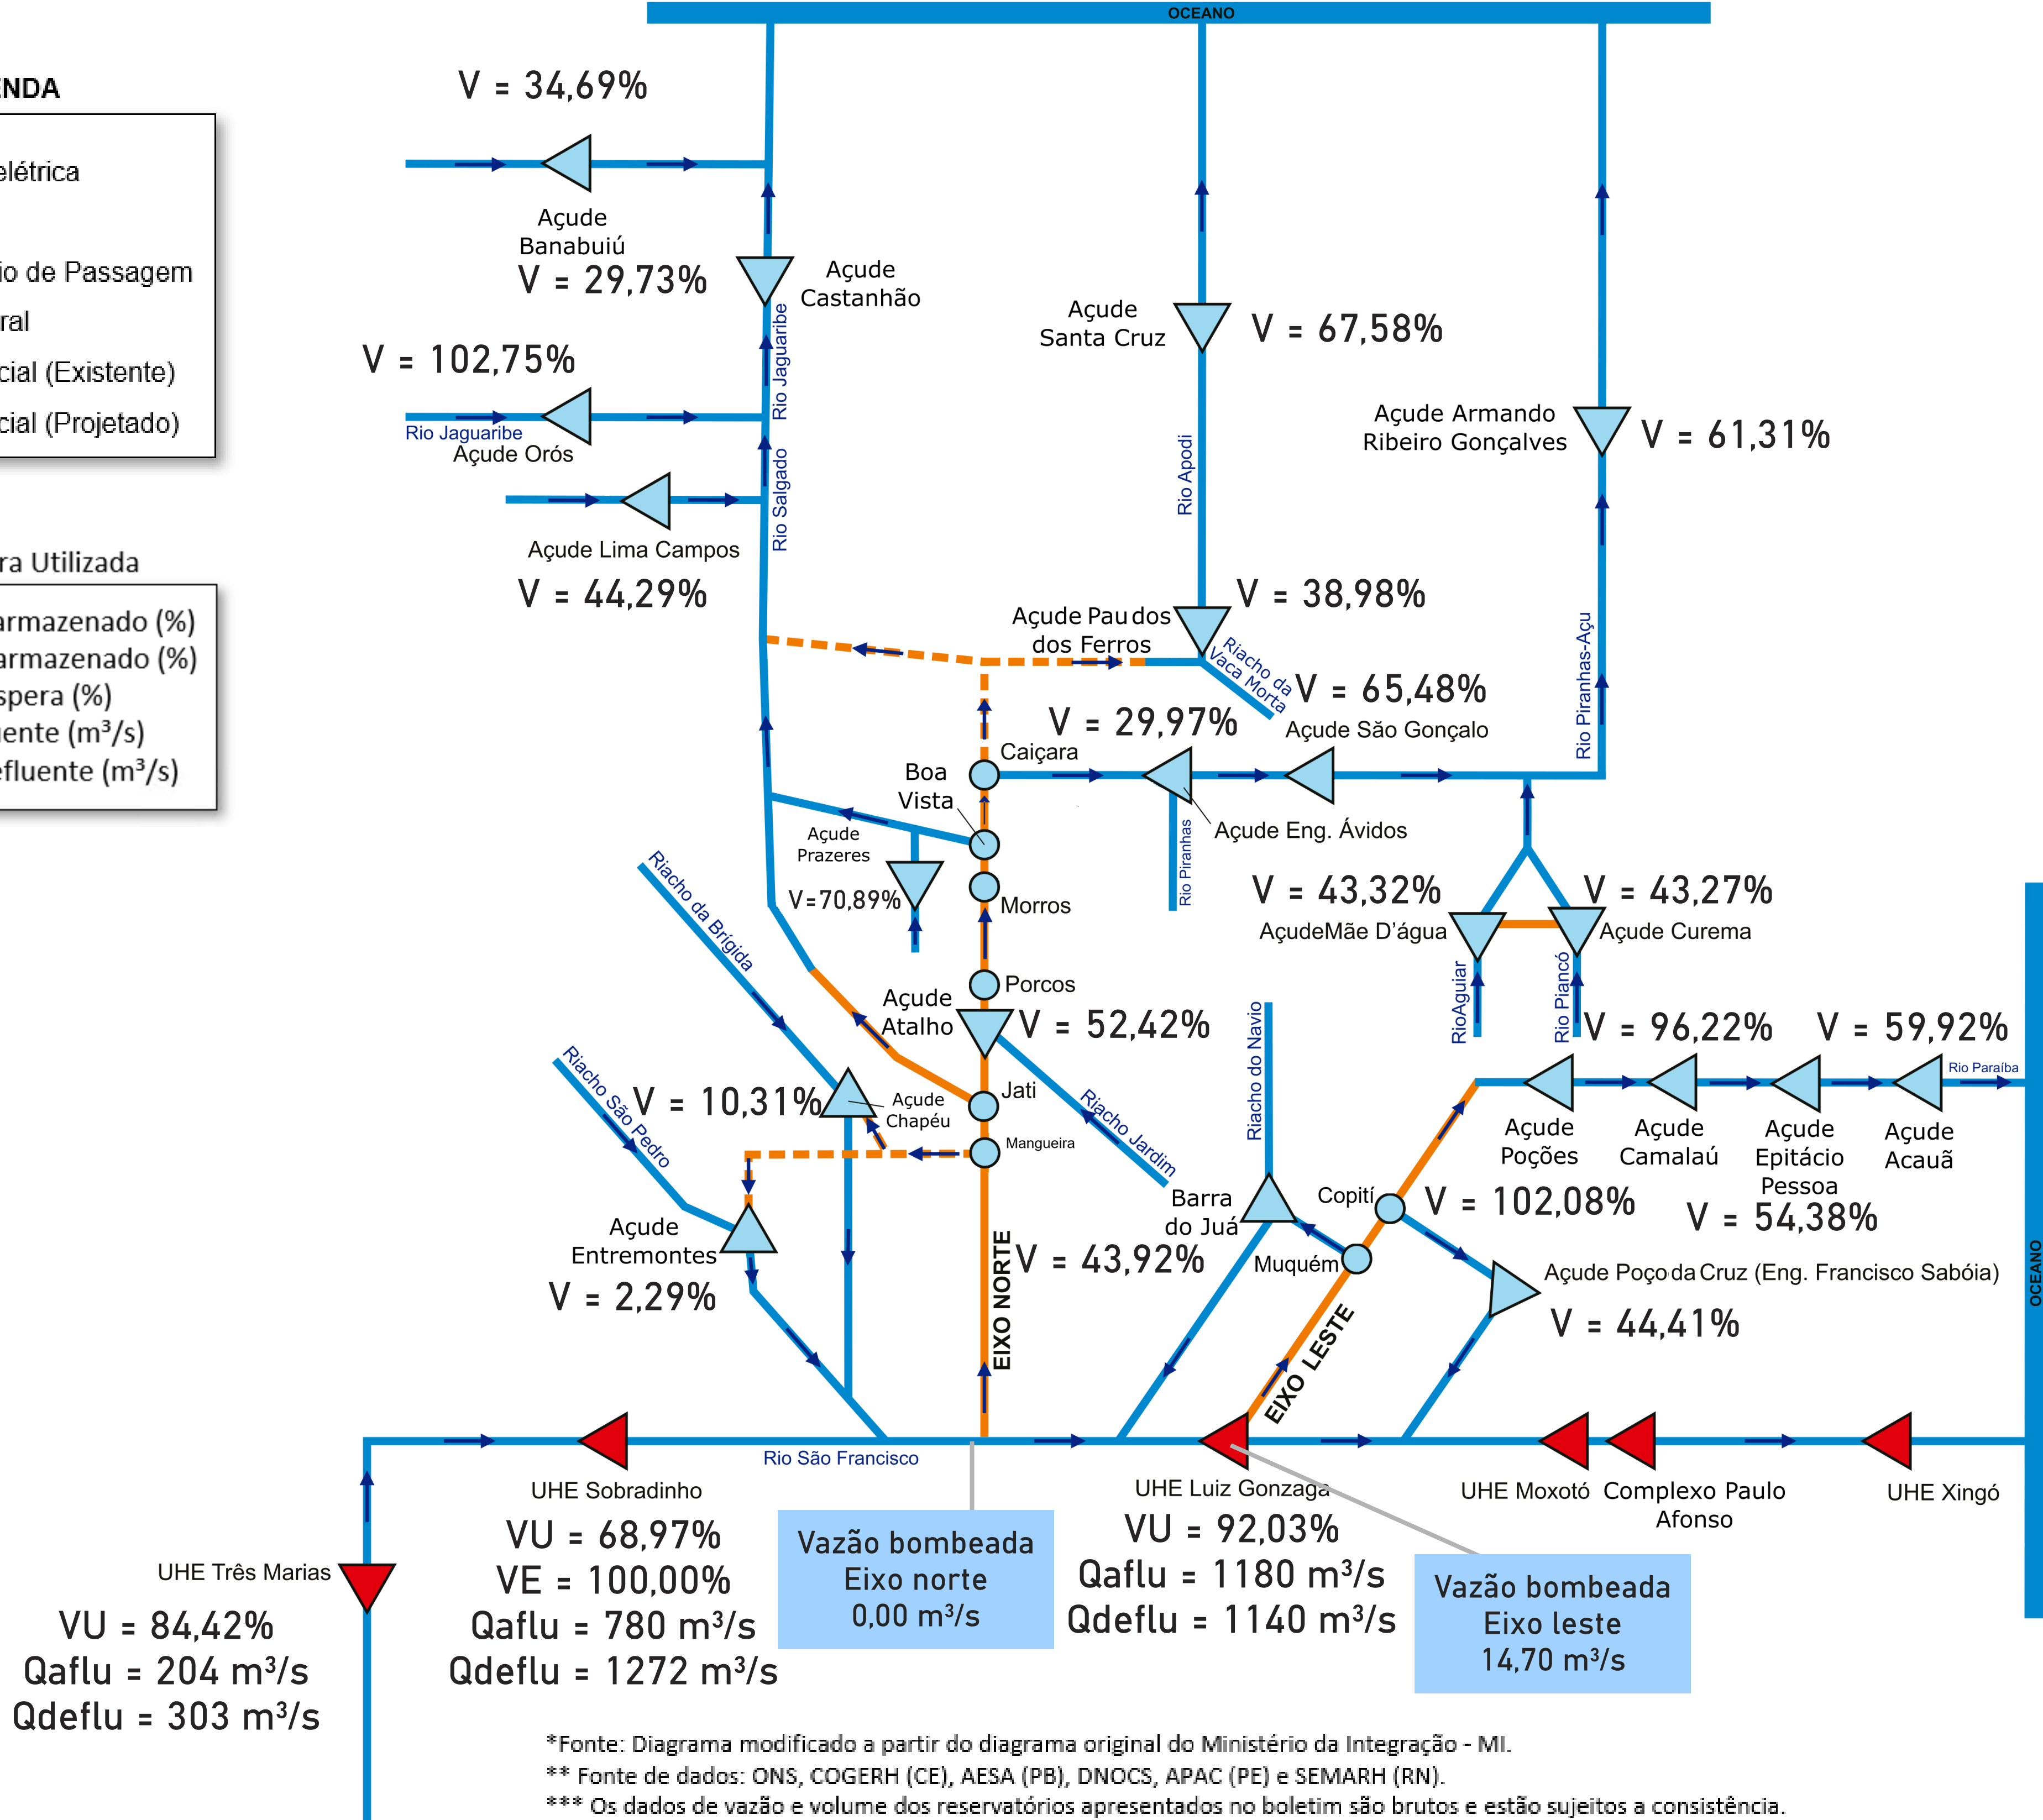 OCEANO
ENDA
elétrica
io de Passagem
ral
cial (Existente)
cial (Projetado)
ra Utilizada
armazenado (%)
armazenado (%)
spera (%)
uente (m³/s)
efluente (m³/s)
V = 34,69%
Açude
Banabuiú
V = 29,73%
Açude
Castanhão
V = 102,75%
Rio Jaguaribe
Açude Orós
Rio Jaguaribe
Rio Salgado
Açude Lima Campos
V = 44,29%
Açude
Santa Cruz
V = 67,58%
Rio Apodi
Açude Armando
Ribeiro Gonçalves
V = 61,31%
Rio Piranhas-Açu
Açude Pau dos
dos Ferros
V = 38,98%
Riacho da
Vaca Morta
V = 65,48%
Açude São Gonçalo
V = 29,97%
Caiçara
Boa
Vista
Açude Eng. Ávidos
Rio Piranhas
Açude
Prazeres
V=70,89%
Morros
Porcos
V = 43,32%
AçudeMãe D'água
V = 43,27%
Açude Curema
RioAguiar
Rio Piancó
Riacho da Brígida
Açude
Atalho
V = 52,42%
Riacho São Pedro
V = 10,31%
Açude
Chapéu
Jati
Mangueira
Riacho Jardim
Riacho do Navio
V = 96,22%
V = 59,92%
Rio Paraíba
Açude
Poções
Açude
Camalaú
Açude
Epitácio
Pessoa
Açude
Acauã
V = 102,08%
V = 54,38%
Açude
Entremontes
V = 2,29%
EIXO NORTE
V = 43,92%
Barra
do Juá
Copití
Muquém
EIXO LESTE
Açude Poço da Cruz (Eng. Francisco Sabóia)
V = 44,41%
OCEANO
Rio São Francisco
UHE Sobradinho
VU = 68,97%
VE = 100,00%
Qaflu = 780 m³/s
Qdeflu = 1272 m³/s
Vazão bombeada
Eixo norte
0,00 m³/s
UHE Luiz Gonzaga
VU = 92,03%
Qaflu = 1180 m³/s
Qdeflu = 1140 m³/s
Vazão bombeada
Eixo leste
14,70 m³/s
UHE Moxotó
Complexo Paulo
Afonso
UHE Xingó
UHE Três Marias
VU = 84,42%
Qaflu = 204 m³/s
Qdeflu = 303 m³/s
*Fonte: Diagrama modificado a partir do diagrama original do Ministério da Integração - MI.
** Fonte de dados: ONS, COGERH (CE), AESA (PB), DNOCS, APAC (PE) e SEMARH (RN).
*** Os dados de vazão e volume dos reservatórios apresentados no boletim são brutos e estão sujeitos a consistência.